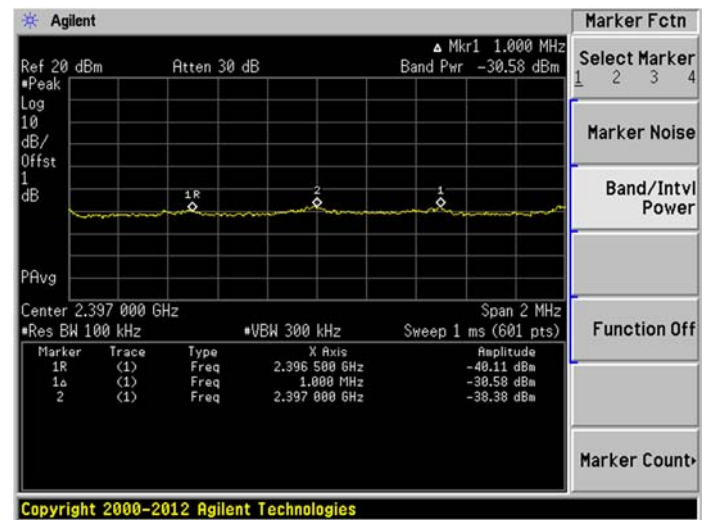 Agilent
Marker Fctn
Δ Mkr1 1.000 MHz
Ref 20 dBm Atten 30 dB Band Pwr -30.58 dBm
#Peak
Log
10
dB/
Offst
1
dB
1R 2 1
PAvg
Center 2.397 000 GHz Span 2 MHz
#Res BW 100 kHz #VBW 300 kHz Sweep 1 ms (601 pts)
Marker Trace Type X Axis Amplitude
1R (1) Freq 2.396 500 GHz -40.11 dBm
1Δ (1) Freq 1.000 MHz -30.58 dBm
2 (1) Freq 2.397 000 GHz -38.38 dBm
Select Marker
1 2 3 4
Marker Noise
Band/Intvl
Power
Function Off
Marker Count
Copyright 2000-2012 Agilent Technologies